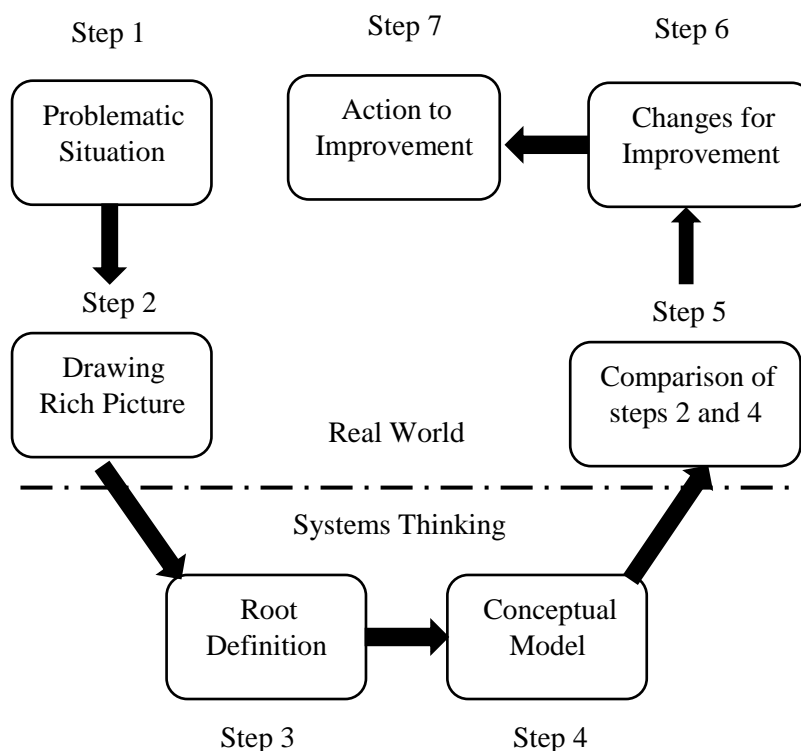 Step 1
Problematic
Situation
Step 2
Drawing
Rich Picture
Step 7
Action to
Improvement
Step 6
Changes for
Improvement
Step 5
Comparison of
steps 2 and 4
Real World
Systems Thinking
Root
Definition
Step 3
Conceptual
Model
Step 4